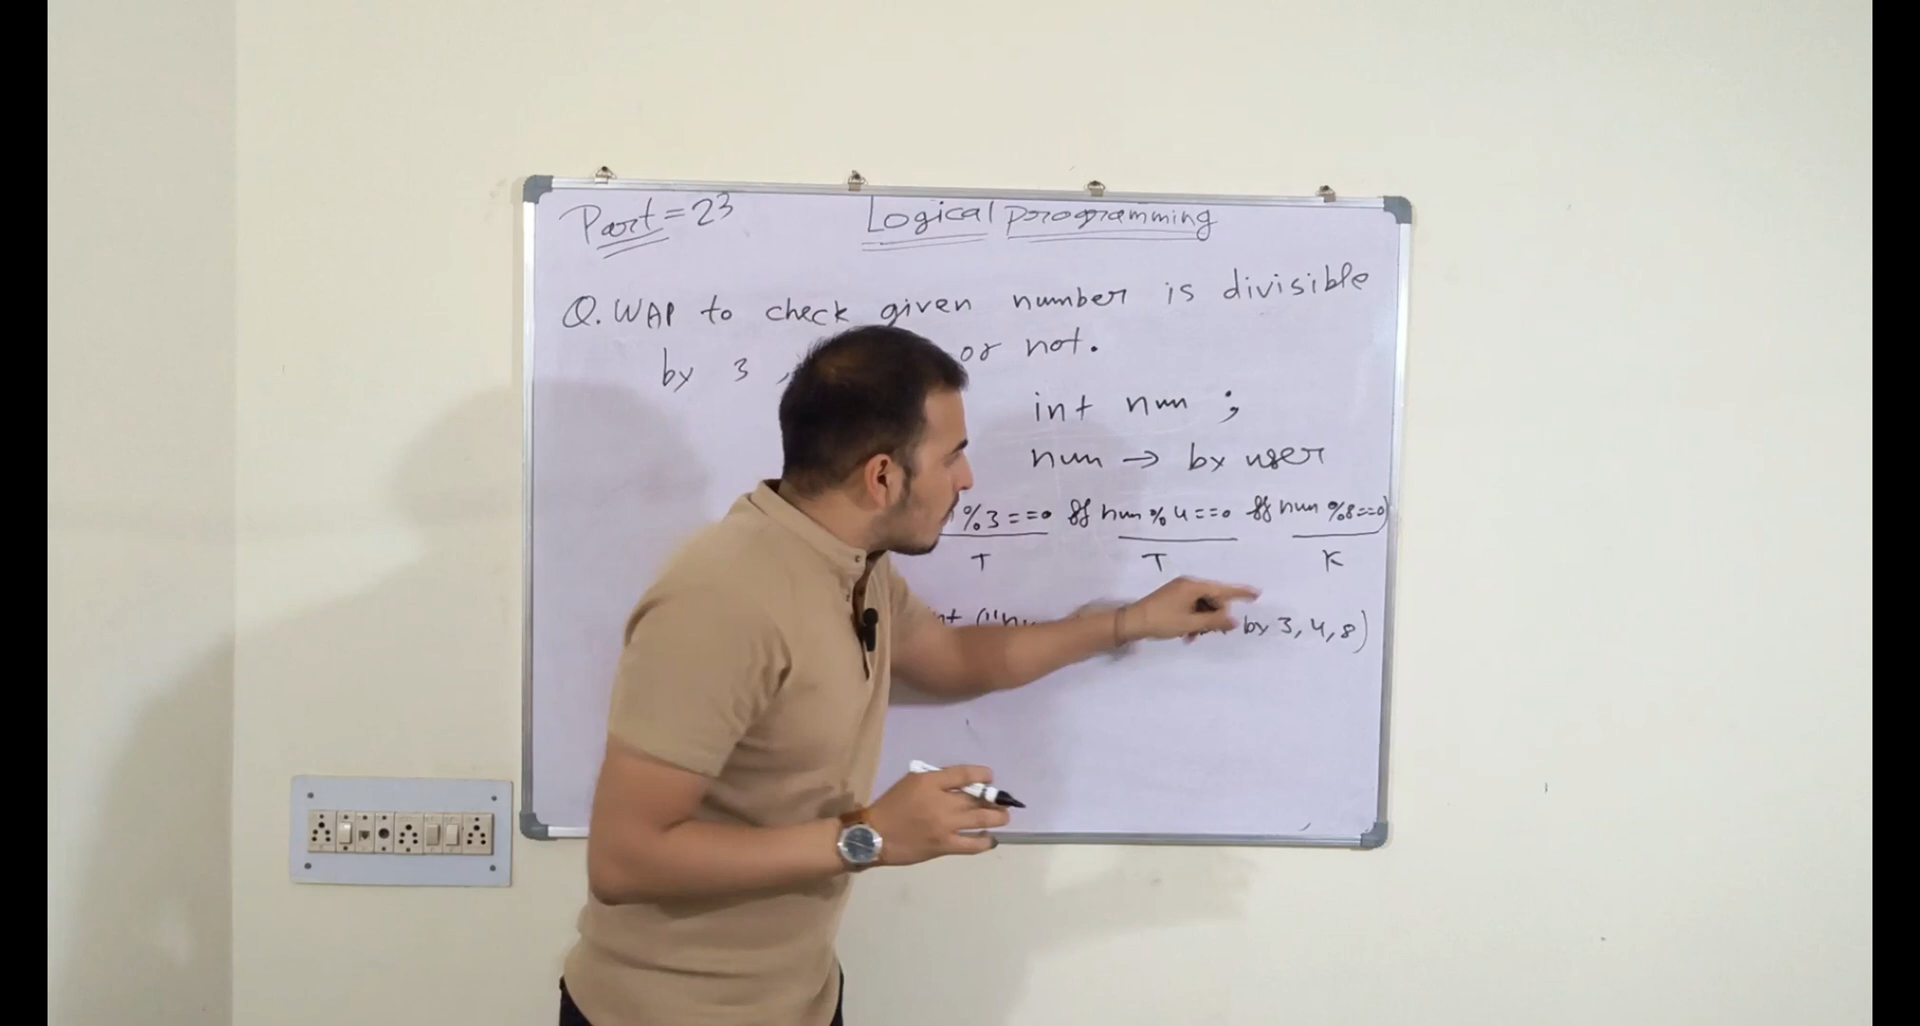 Part = 23
Logical programming
Q. WAP to check given number is divisible
by 3 , or not.
int num ;
num → by user
%3==0 && num %4==0 && num %8==0)
T T
by 3, 4, 8)